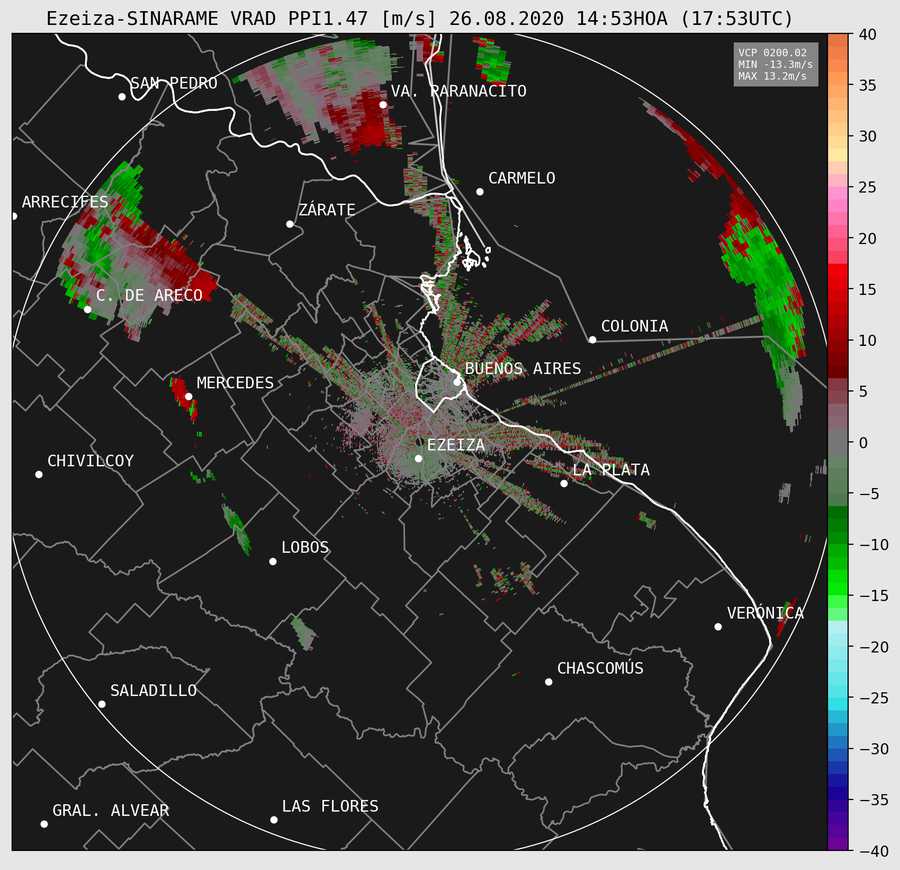 Ezeiza-SINARAME VRAD PPI1.47 [m/s] 26.08.2020 14:53HOA (17:53UTC)
VCP 0200.02
MIN -13.3m/s
MAX 13.2m/s
SAN PEDRO
VA. PARANACITO
CARMELO
ARRECIFES
ZÁRATE
C. DE ARECO
COLONIA
MERCEDES
BUENOS AIRES
EZEIZA
CHIVILCOY
LA PLATA
LOBOS
VERÓNICA
CHASCOMÚS
SALADILLO
LAS FLORES
GRAL. ALVEAR
40
35
30
25
20
15
10
5
0
−5
−10
−15
−20
−25
−30
−35
−40